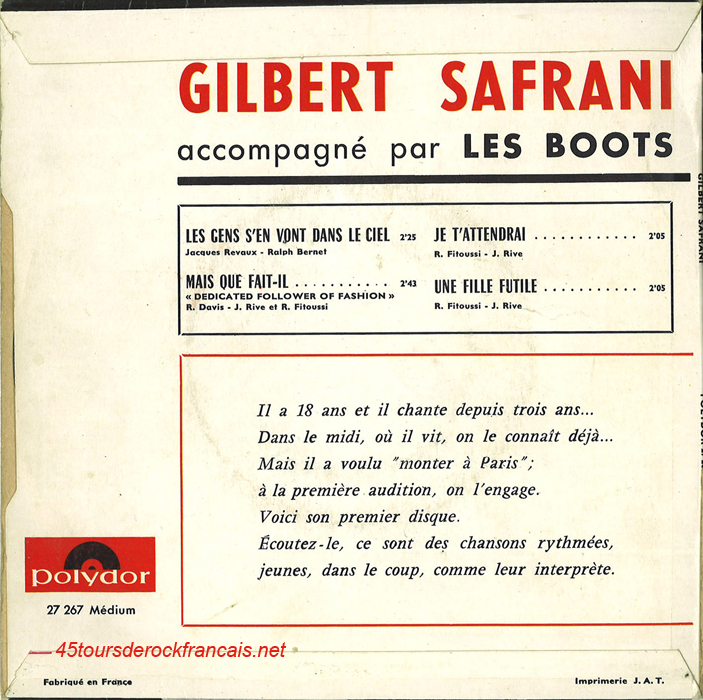 GILBERT SAFRANI
accompagné par LES BOOTS
LES GENS S'EN VONT DANS LE CIEL 2'25
Jacques Revaux - Ralph Bernet
MAIS QUE FAIT-IL . . . . . . . . . . . 2'43
« DEDICATED FOLLOWER OF FASHION »
R. Davis - J. Rive et R. Fitoussi
JE T'ATTENDRAI . . . . . . . . . . . . 2'05
R. Fitoussi - J. Rive
UNE FILLE FUTILE . . . . . . . . . . . 2'05
R. Fitoussi - J. Rive
Il a 18 ans et il chante depuis trois ans...
Dans le midi, où il vit, on le connaît déjà...
Mais il a voulu "monter à Paris";
à la première audition, on l'engage.
Voici son premier disque.
Écoutez-le, ce sont des chansons rythmées,
jeunes, dans le coup, comme leur interprète.
polydor
27 267 Médium
45toursderockfrancais.net
Fabriqué en France
Imprimerie J. A. T.
GILBERT SAFRANI